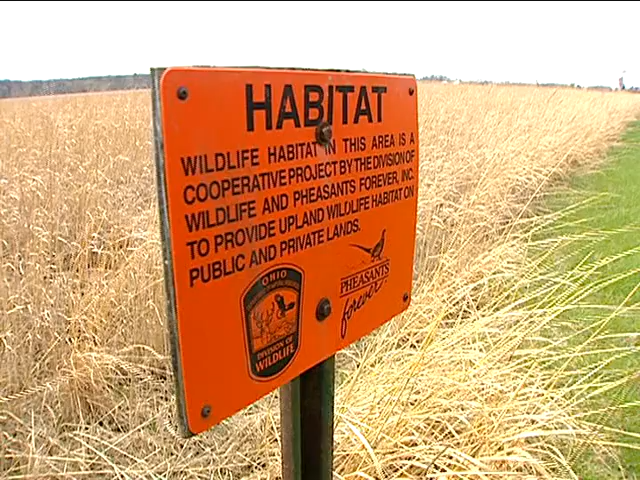 HABITAT
WILDLIFE HABITAT IN THIS AREA IS A
COOPERATIVE PROJECT BY THE DIVISION OF
WILDLIFE AND PHEASANTS FOREVER, INC.
TO PROVIDE UPLAND WILDLIFE HABITAT ON
PUBLIC AND PRIVATE LANDS.
OHIO
DIVISION OF
WILDLIFE
PHEASANTS
forever